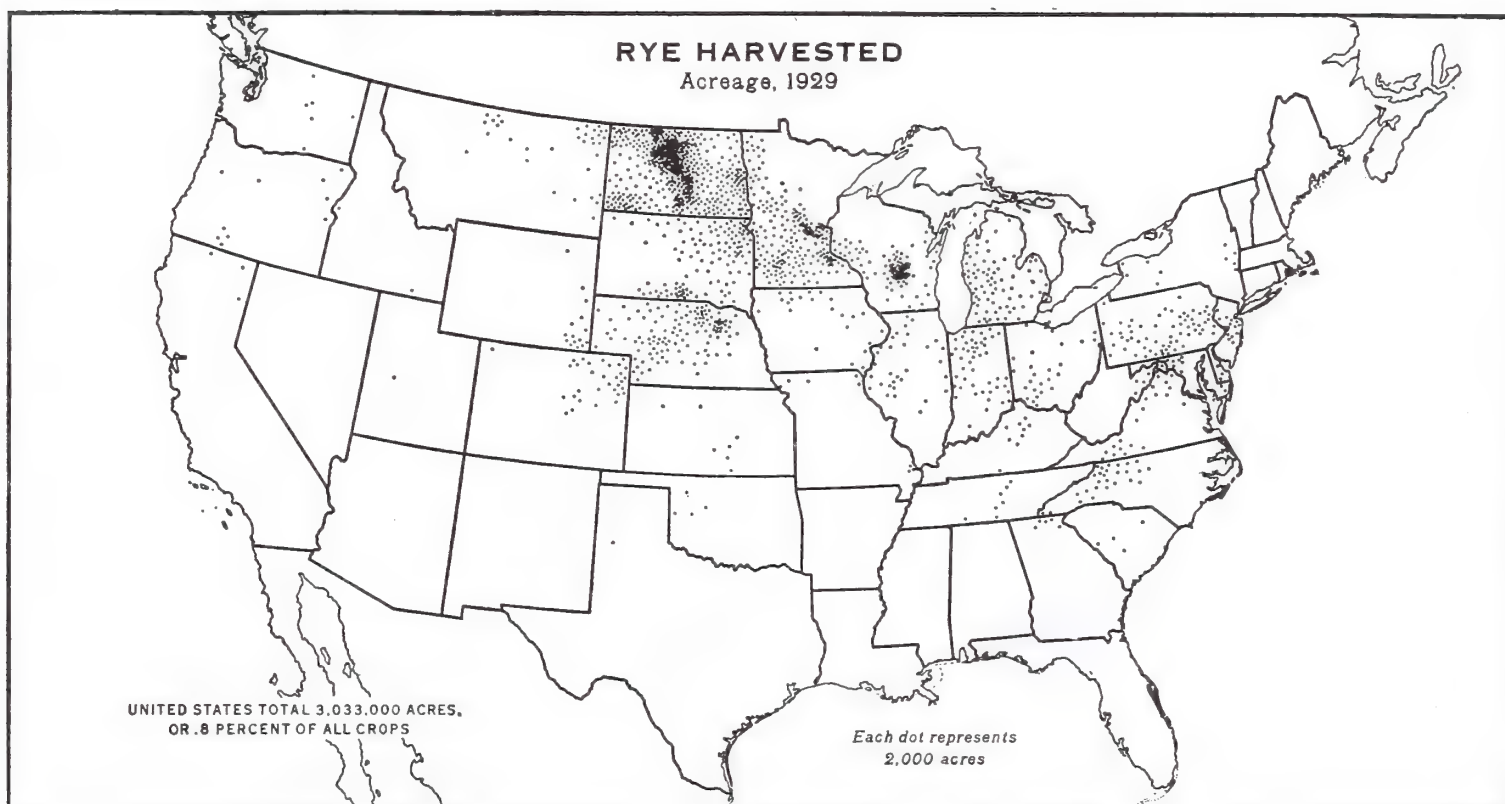 RYE HARVESTED
Acreage, 1929
UNITED STATES TOTAL 3,033,000 ACRES,
OR .8 PERCENT OF ALL CROPS
Each dot represents
2,000 acres